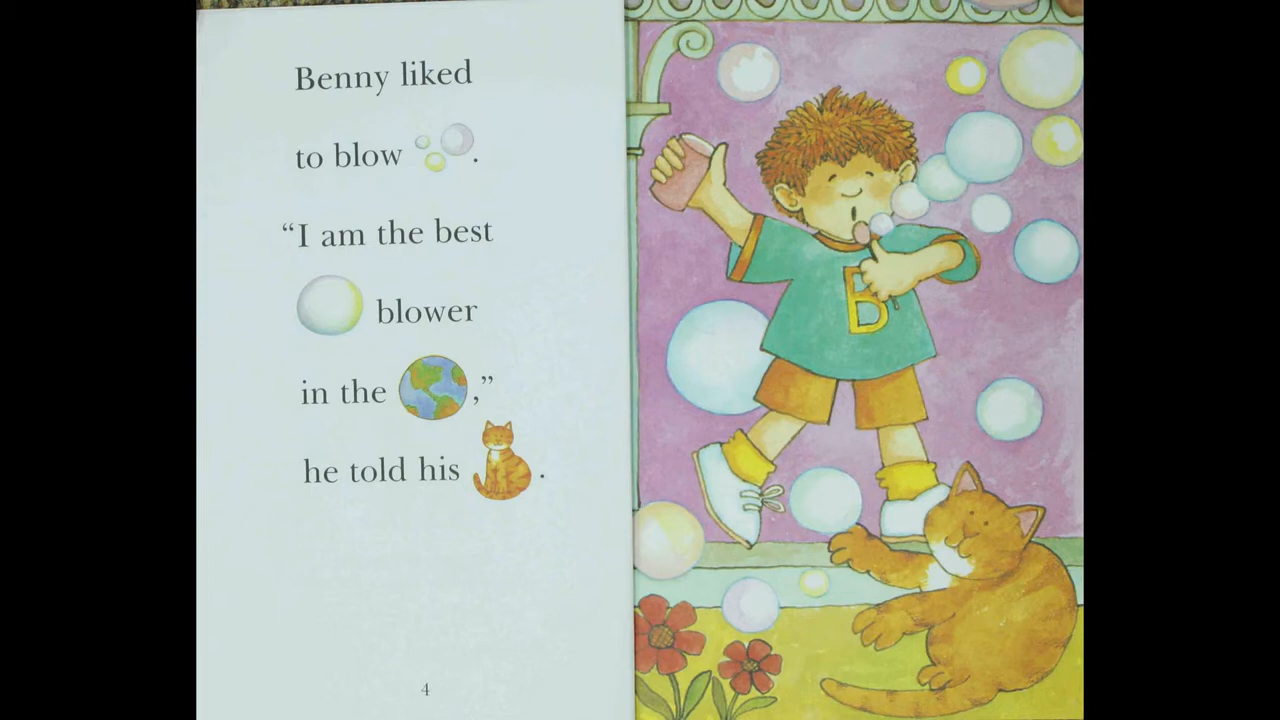 Benny liked
to blow .
“I am the best
blower
in the ,”
he told his .
4
B